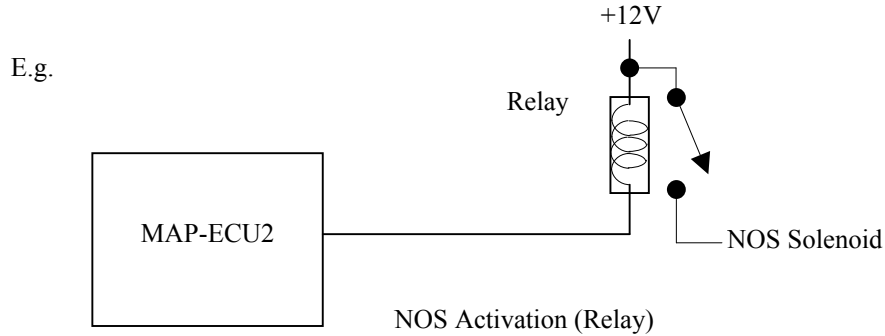 +12V
E.g.
Relay
MAP-ECU2
NOS Solenoid
NOS Activation (Relay)